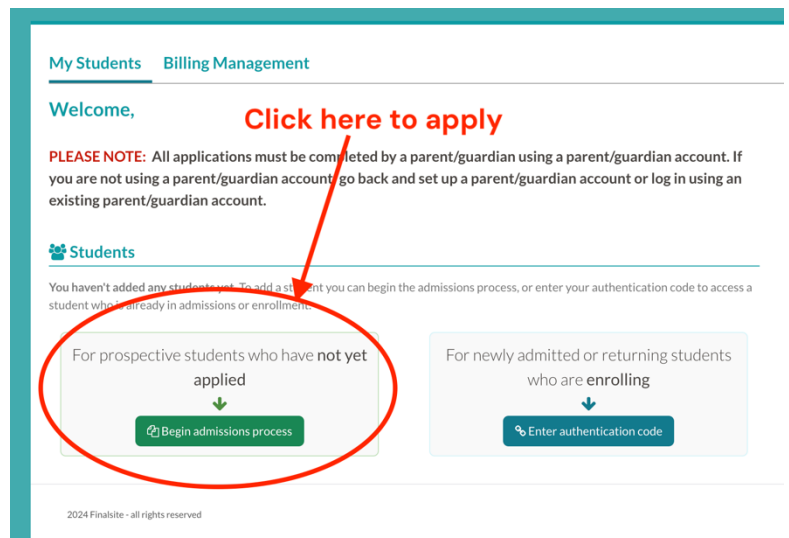 My Students Billing Management
Welcome,
Click here to apply
PLEASE NOTE: All applications must be completed by a parent/guardian using a parent/guardian account. If
you are not using a parent/guardian account, go back and set up a parent/guardian account or log in using an
existing parent/guardian account.
Students
You haven't added any students yet. To add a student you can begin the admissions process, or enter your authentication code to access a
student who is already in admissions or enrollment.
For prospective students who have not yet
applied
Begin admissions process
For newly admitted or returning students
who are enrolling
Enter authentication code
2024 Finalsite - all rights reserved